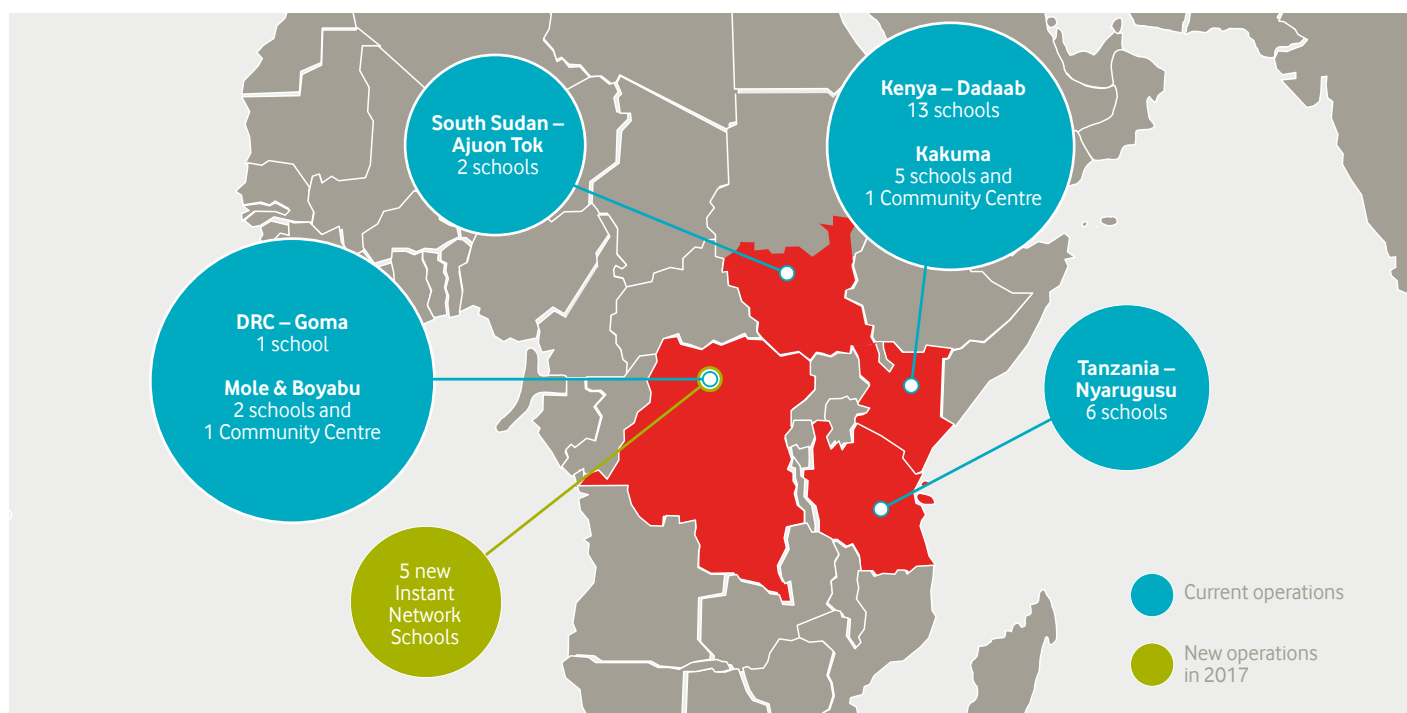 South Sudan –
Ajuon Tok
2 schools
Kenya – Dadaab
13 schools
Kakuma
5 schools and
1 Community Centre
DRC – Goma
1 school
Mole & Boyabu
2 schools and
1 Community Centre
Tanzania –
Nyarugusu
6 schools
5 new
Instant
Network
Schools
Current operations
New operations
in 2017